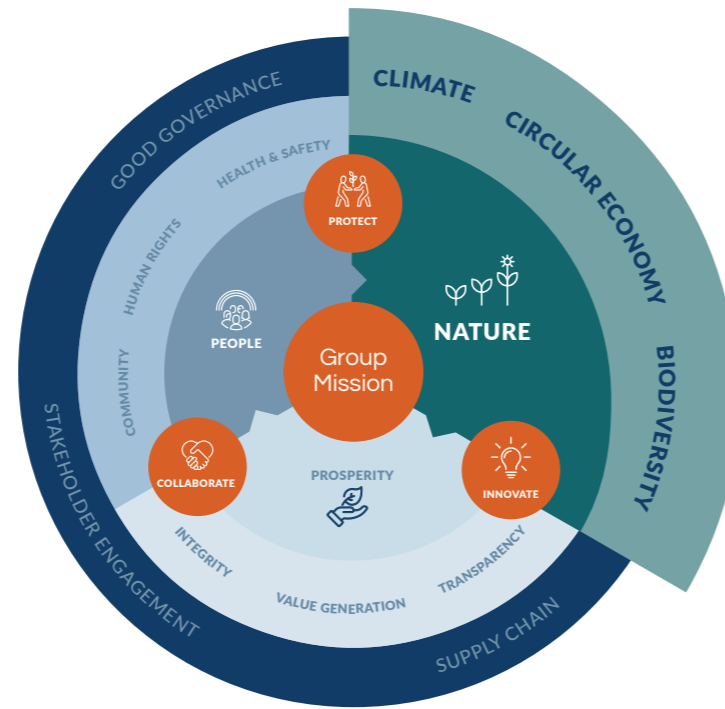 CLIMATE
CIRCULAR ECONOMY
BIODIVERSITY
GOOD GOVERNANCE
HEALTH & SAFETY
HUMAN RIGHTS
COMMUNITY
PROTECT
PEOPLE
NATURE
Group
Mission
COLLABORATE
PROSPERITY
INNOVATE
INTEGRITY
VALUE GENERATION
TRANSPARENCY
STAKEHOLDER ENGAGEMENT
SUPPLY CHAIN